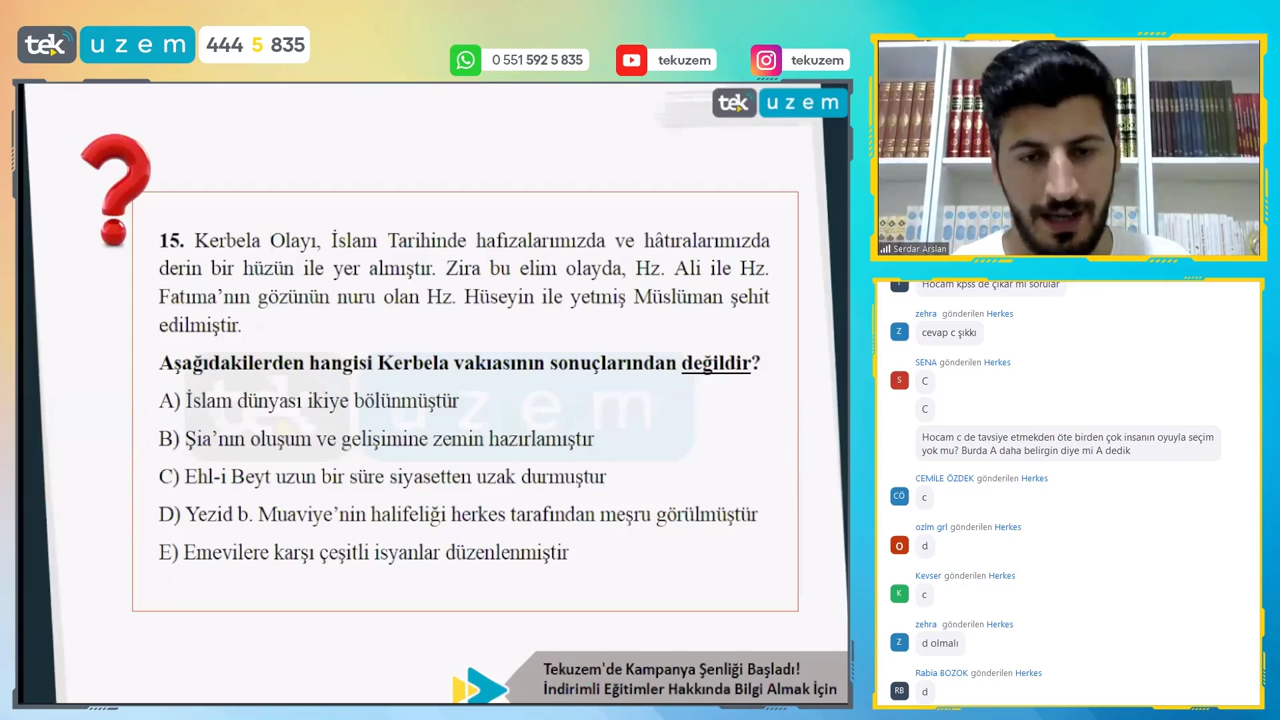 tek uzem 444 5 835
0 551 592 5 835
tekuzem
tekuzem
tek uzem
15. Kerbela Olayı, İslam Tarihinde hafızalarımızda ve hâtıralarımızda
derin bir hüzün ile yer almıştır. Zira bu elim olayda, Hz. Ali ile Hz.
Fatıma’nın gözünün nuru olan Hz. Hüseyin ile yetmiş Müslüman şehit
edilmiştir.
Aşağıdakilerden hangisi Kerbela vakıasının sonuçlarından değildir?
A) İslam dünyası ikiye bölünmüştür
B) Şia’nın oluşum ve gelişimine zemin hazırlamıştır
C) Ehl-i Beyt uzun bir süre siyasetten uzak durmuştur
D) Yezid b. Muaviye’nin halifeliği herkes tarafından meşru görülmüştür
E) Emevilere karşı çeşitli isyanlar düzenlenmiştir
tek uzem
Tekuzem'de Kampanya Şenliği Başladı!
İndirimli Eğitimler Hakkında Bilgi Almak İçin
Serdar Arslan
Hocam kpss de çıkar mı sorular
zehra gönderilen Herkes
Z cevap c şıkkı
SENA gönderilen Herkes
S C
C
Hocam c de tavsiye etmekden öte birden çok insanın oyuyla seçim
yok mu? Burda A daha belirgin diye mi A dedik
CEMİLE ÖZDEK gönderilen Herkes
CÖ c
ozlm grl gönderilen Herkes
O d
Kevser gönderilen Herkes
K c
zehra gönderilen Herkes
Z d olmalı
Rabia BOZOK gönderilen Herkes
RB d